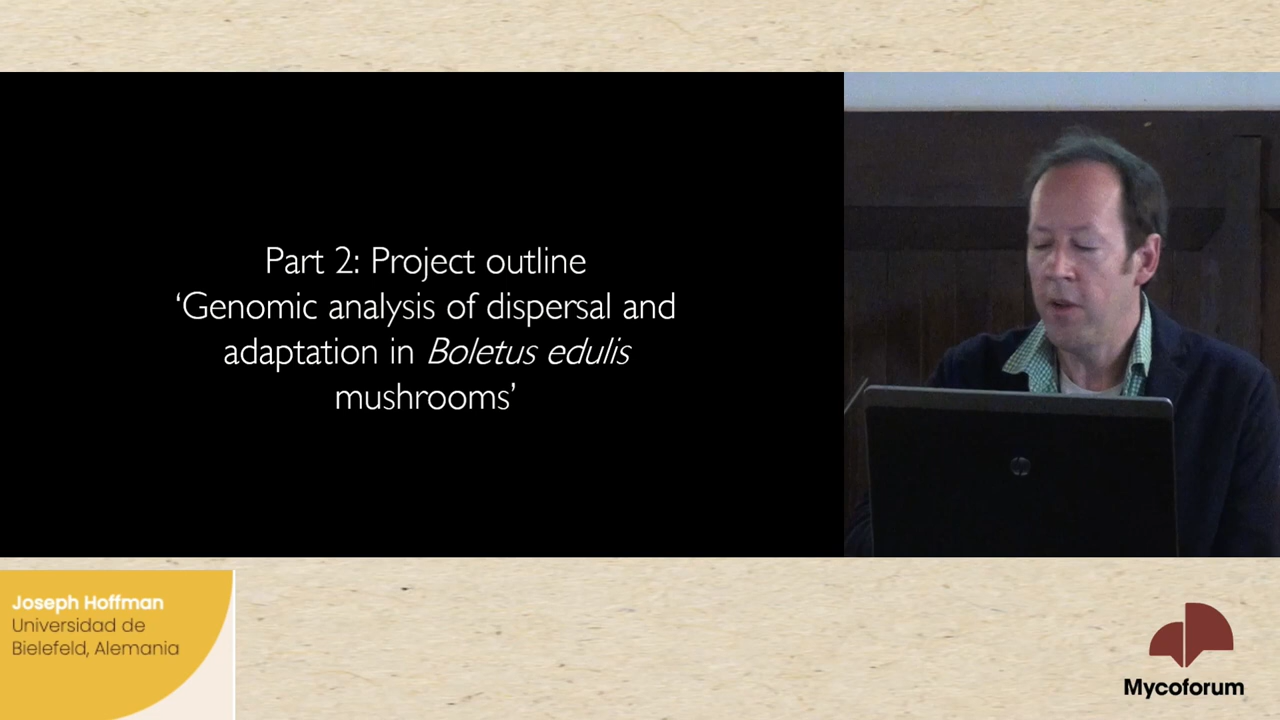 Part 2: Project outline
‘Genomic analysis of dispersal and
adaptation in Boletus edulis
mushrooms’
Joseph Hoffman
Universidad de
Bielefeld, Alemania
Mycoforum
hp